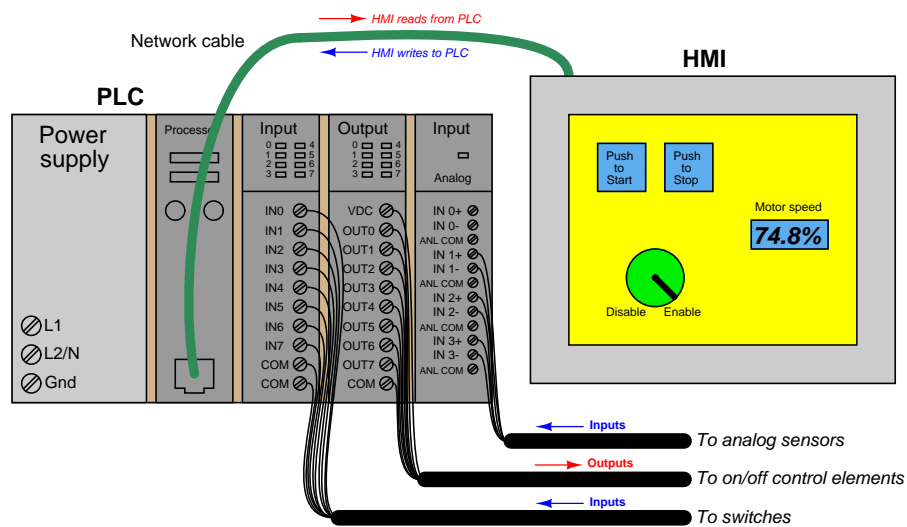 HMI reads from PLC
Network cable
HMI writes to PLC
HMI
PLC
Power
supply
Processor
Input
0 4
1 5
2 6
3 7
Output
0 4
1 5
2 6
3 7
Input
Analog
IN0
IN1
IN2
IN3
IN4
IN5
IN6
IN7
COM
COM
VDC
OUT0
OUT1
OUT2
OUT3
OUT4
OUT5
OUT6
OUT7
COM
IN 0+
IN 0-
ANL COM
IN 1+
IN 1-
ANL COM
IN 2+
IN 2-
ANL COM
IN 3+
IN 3-
ANL COM
L1
L2/N
Gnd
Push
to
Start
Push
to
Stop
Motor speed
74.8%
Disable Enable
Inputs
To analog sensors
Outputs
To on/off control elements
Inputs
To switches